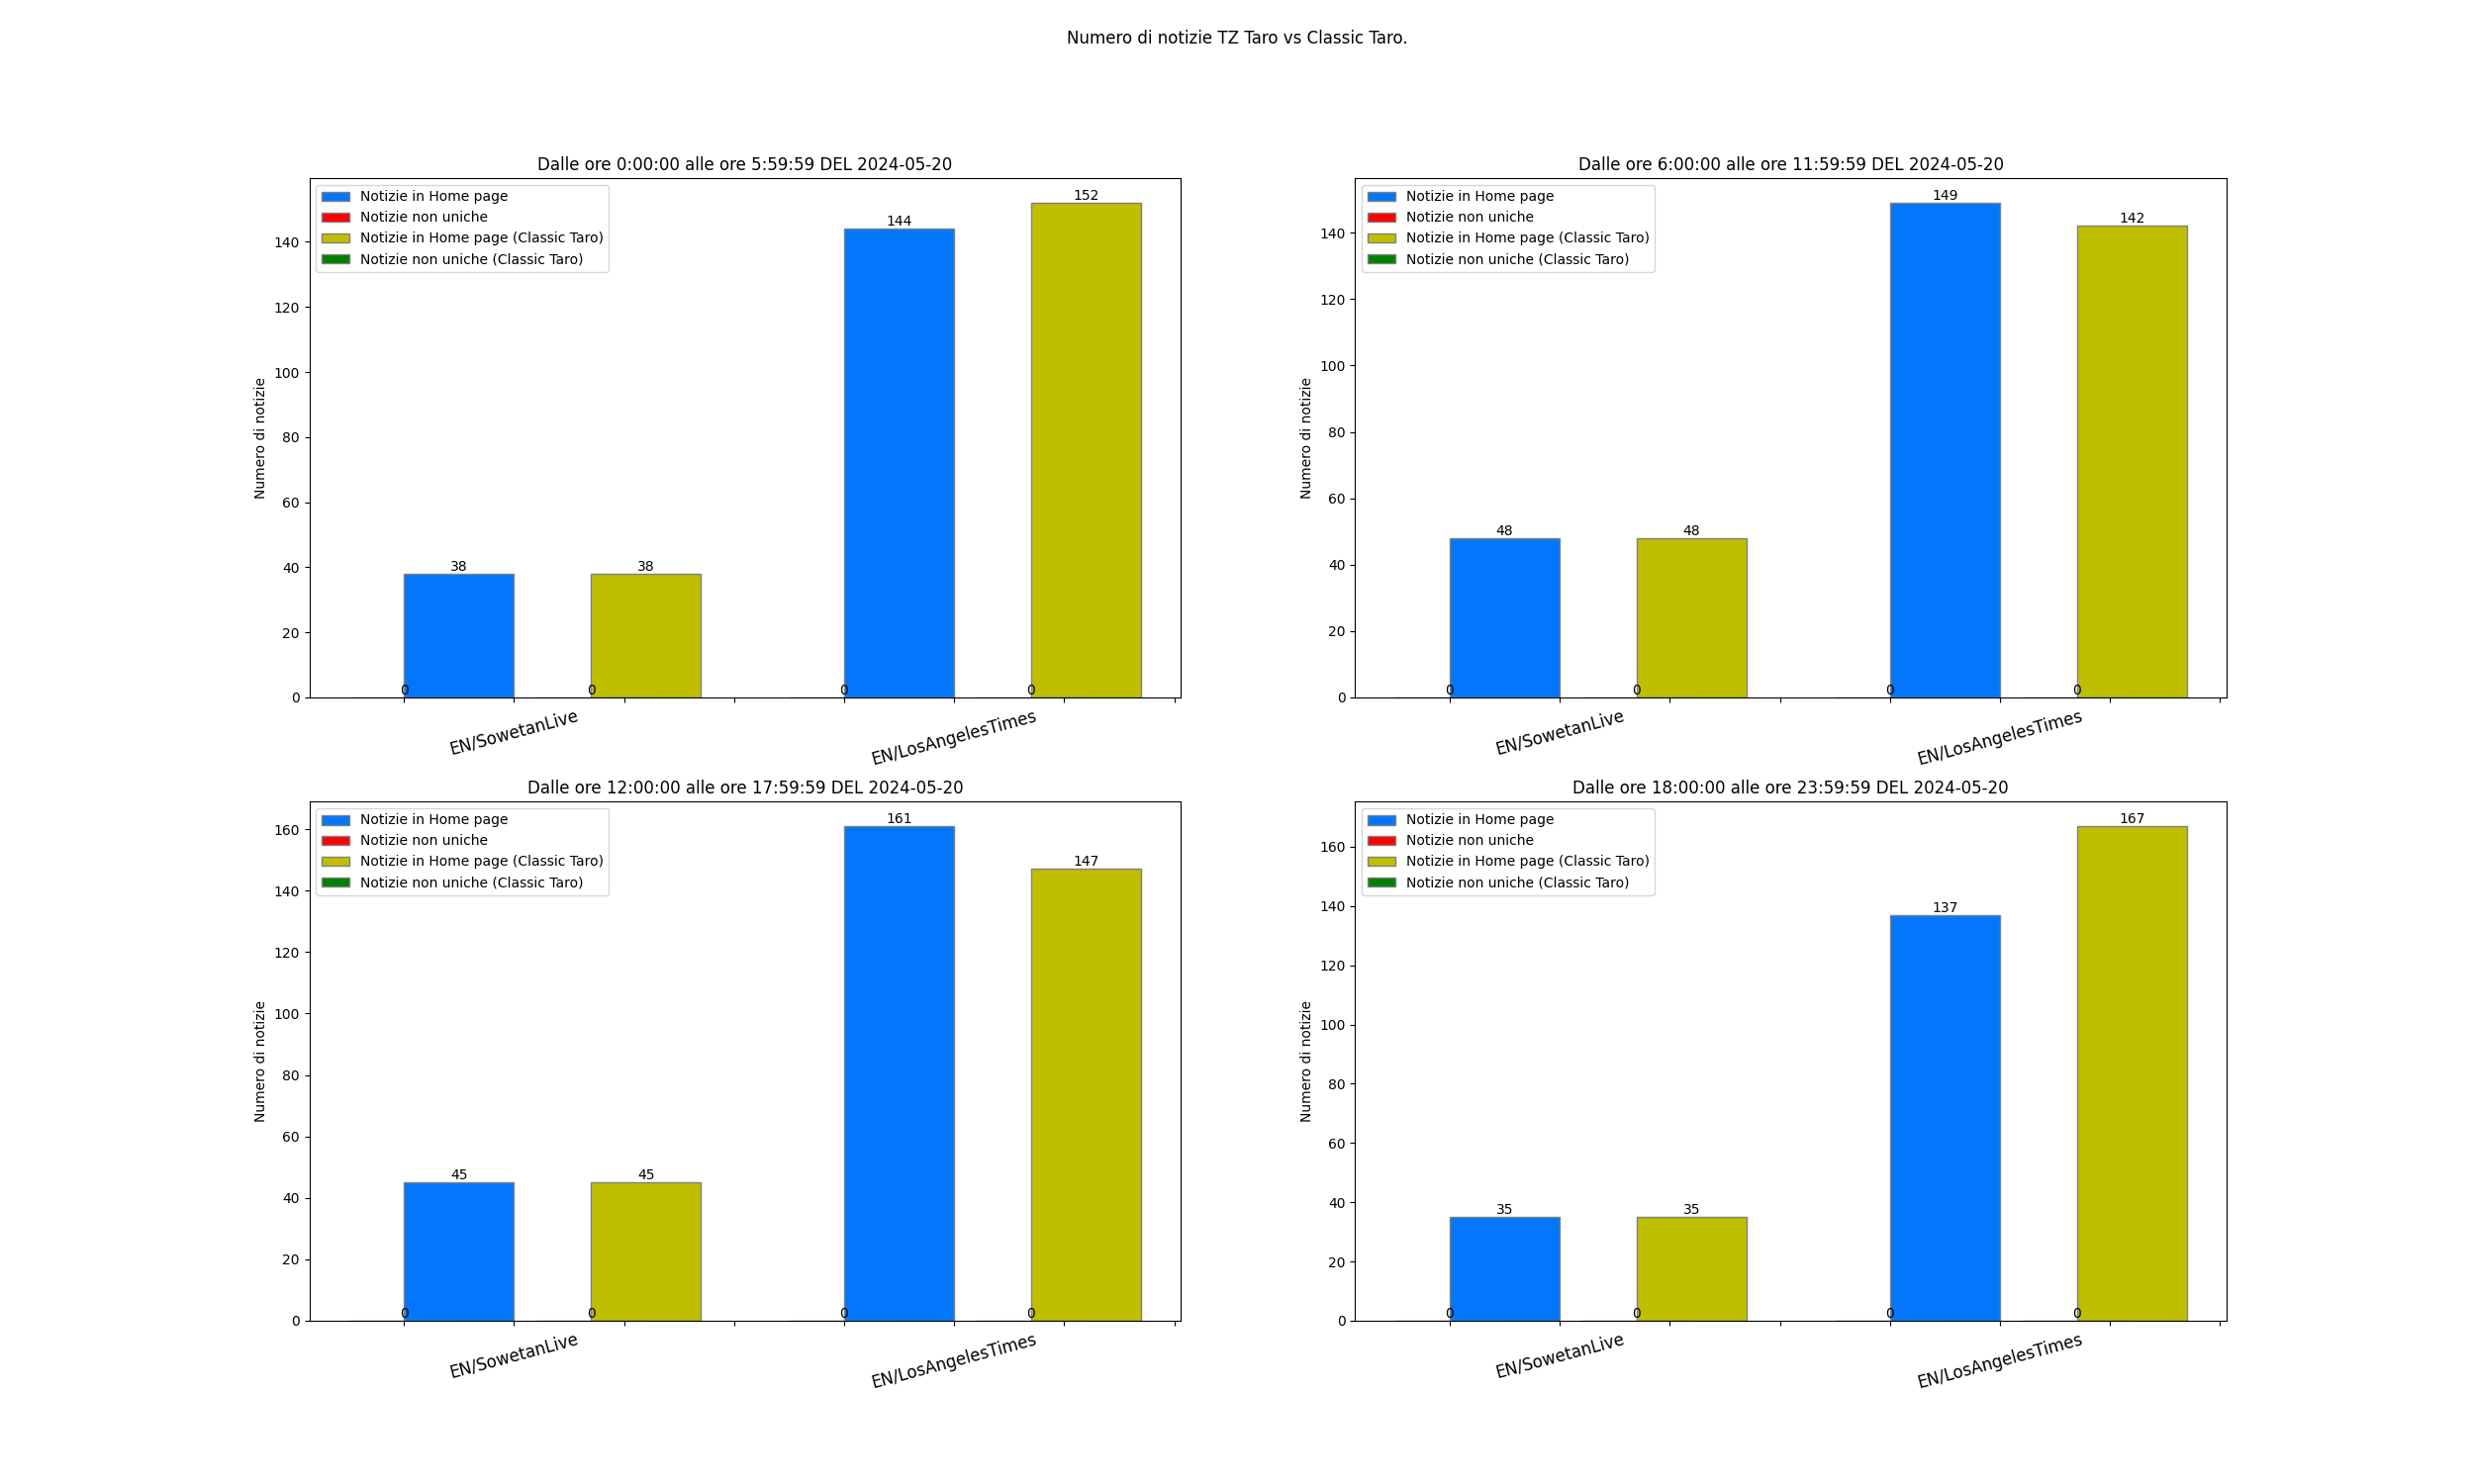 Numero di notizie TZ Taro vs Classic Taro.
Dalle ore 0:00:00 alle ore 5:59:59 DEL 2024-05-20
Notizie in Home page
Notizie non uniche
Notizie in Home page (Classic Taro)
Notizie non uniche (Classic Taro)
Numero di notizie
140
120
100
80
60
40
20
0
38
38
144
152
0
0
0
0
EN/SowetanLive
EN/LosAngelesTimes
Dalle ore 6:00:00 alle ore 11:59:59 DEL 2024-05-20
Notizie in Home page
Notizie non uniche
Notizie in Home page (Classic Taro)
Notizie non uniche (Classic Taro)
Numero di notizie
140
120
100
80
60
40
20
0
48
48
149
142
0
0
0
0
EN/SowetanLive
EN/LosAngelesTimes
Dalle ore 12:00:00 alle ore 17:59:59 DEL 2024-05-20
Notizie in Home page
Notizie non uniche
Notizie in Home page (Classic Taro)
Notizie non uniche (Classic Taro)
Numero di notizie
160
140
120
100
80
60
40
20
0
45
45
161
147
0
0
0
0
EN/SowetanLive
EN/LosAngelesTimes
Dalle ore 18:00:00 alle ore 23:59:59 DEL 2024-05-20
Notizie in Home page
Notizie non uniche
Notizie in Home page (Classic Taro)
Notizie non uniche (Classic Taro)
Numero di notizie
160
140
120
100
80
60
40
20
0
35
35
137
167
0
0
0
0
EN/SowetanLive
EN/LosAngelesTimes